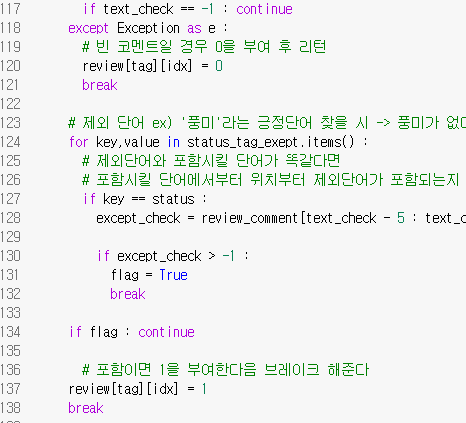 117 if text_check == -1 : continue
118 except Exception as e :
119 # 빈 코멘트일 경우 0을 부여 후 리턴
120 review[tag][idx] = 0
121 break
122
123 # 제외 단어 ex) '풍미'라는 긍정단어 찾을 시 -> 풍미가 없
124 for key,value in status_tag_exept.items() :
125 # 제외단어와 포함시킬 단어가 똑같다면
126 # 포함시킬 단어에서부터 위치부터 제외단어가 포함되는지
127 if key == status :
128 except_check = review_comment[text_check - 5 : text_c
129
130 if except_check > -1 :
131 flag = True
132 break
133
134 if flag : continue
135
136 # 포함이면 1을 부여한다음 브레이크 해준다
137 review[tag][idx] = 1
138 break